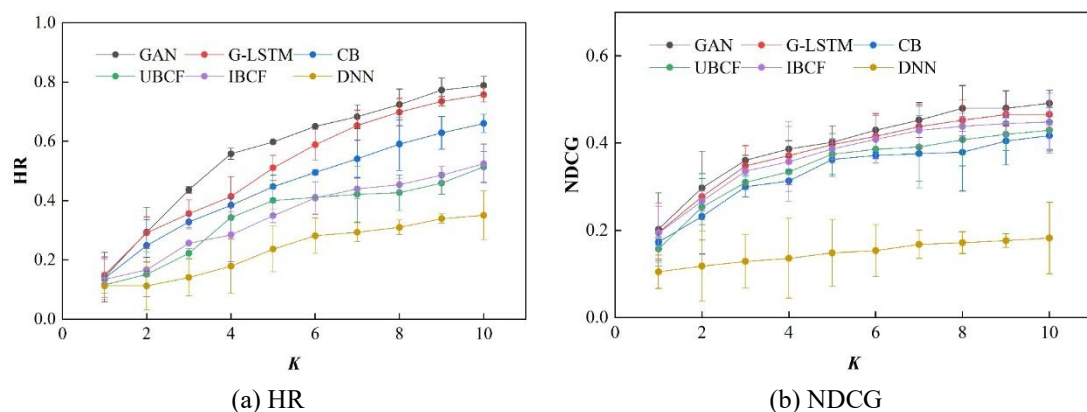 1.0
0.8
0.6
0.4
0.2
0.0
HR
GAN G-LSTM CB
UBCF IBCF DNN
0 2 4 6 8 10
K
(a) HR
0.6
0.4
0.2
0.0
NDCG
GAN G-LSTM CB
UBCF IBCF DNN
0 2 4 6 8 10
K
(b) NDCG